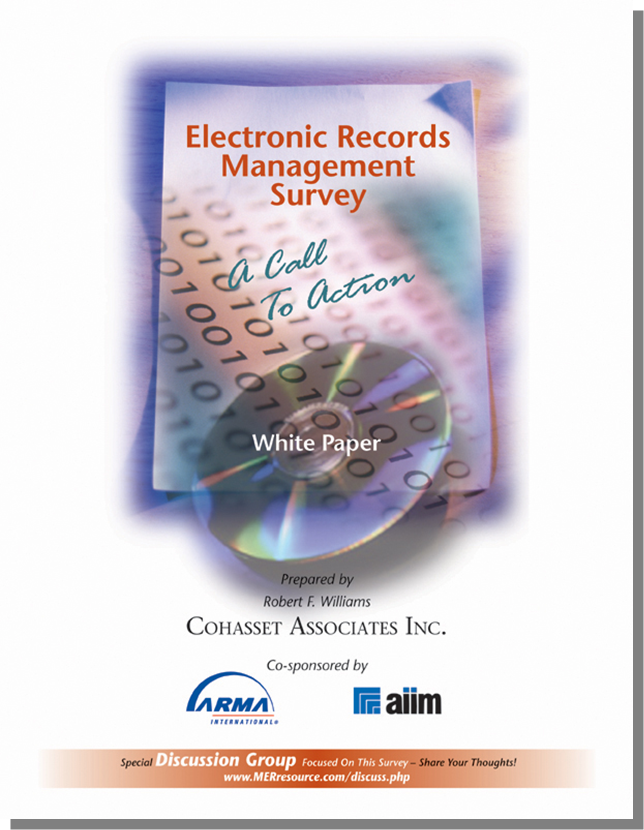 Electronic Records
Management
Survey
A Call
To Action
White Paper
Prepared by
Robert F. Williams
COHASSET ASSOCIATES INC.
Co-sponsored by
ARMA
INTERNATIONAL®
aiim
Special Discussion Group Focused On This Survey – Share Your Thoughts!
www.MERresource.com/discuss.php